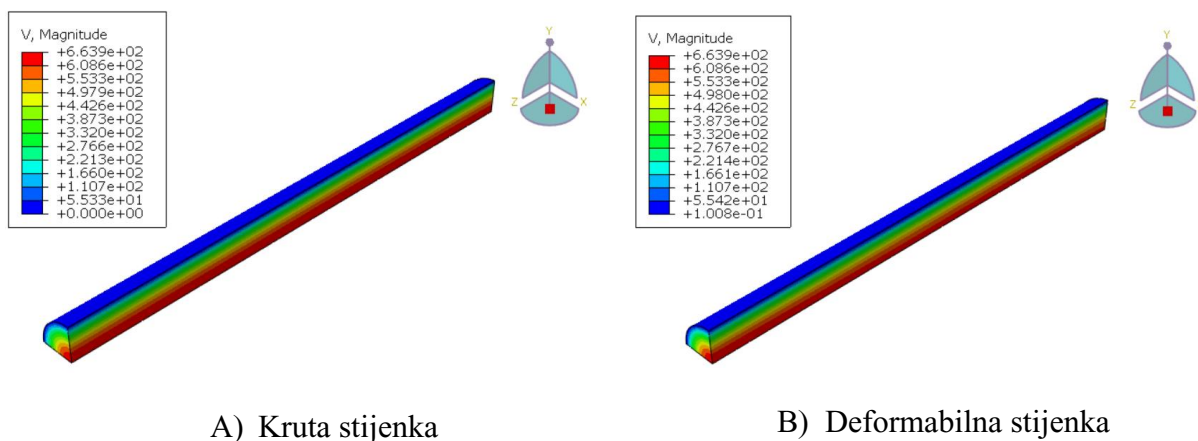 V, Magnitude
+6.639e+02
+6.086e+02
+5.533e+02
+4.979e+02
+4.426e+02
+3.873e+02
+3.320e+02
+2.766e+02
+2.213e+02
+1.660e+02
+1.107e+02
+5.533e+01
+0.000e+00
Y
Z
X
A) Kruta stijenka
V, Magnitude
+6.639e+02
+6.086e+02
+5.533e+02
+4.980e+02
+4.426e+02
+3.873e+02
+3.320e+02
+2.767e+02
+2.214e+02
+1.661e+02
+1.107e+02
+5.542e+01
+1.008e-01
Y
Z
X
B) Deformabilna stijenka